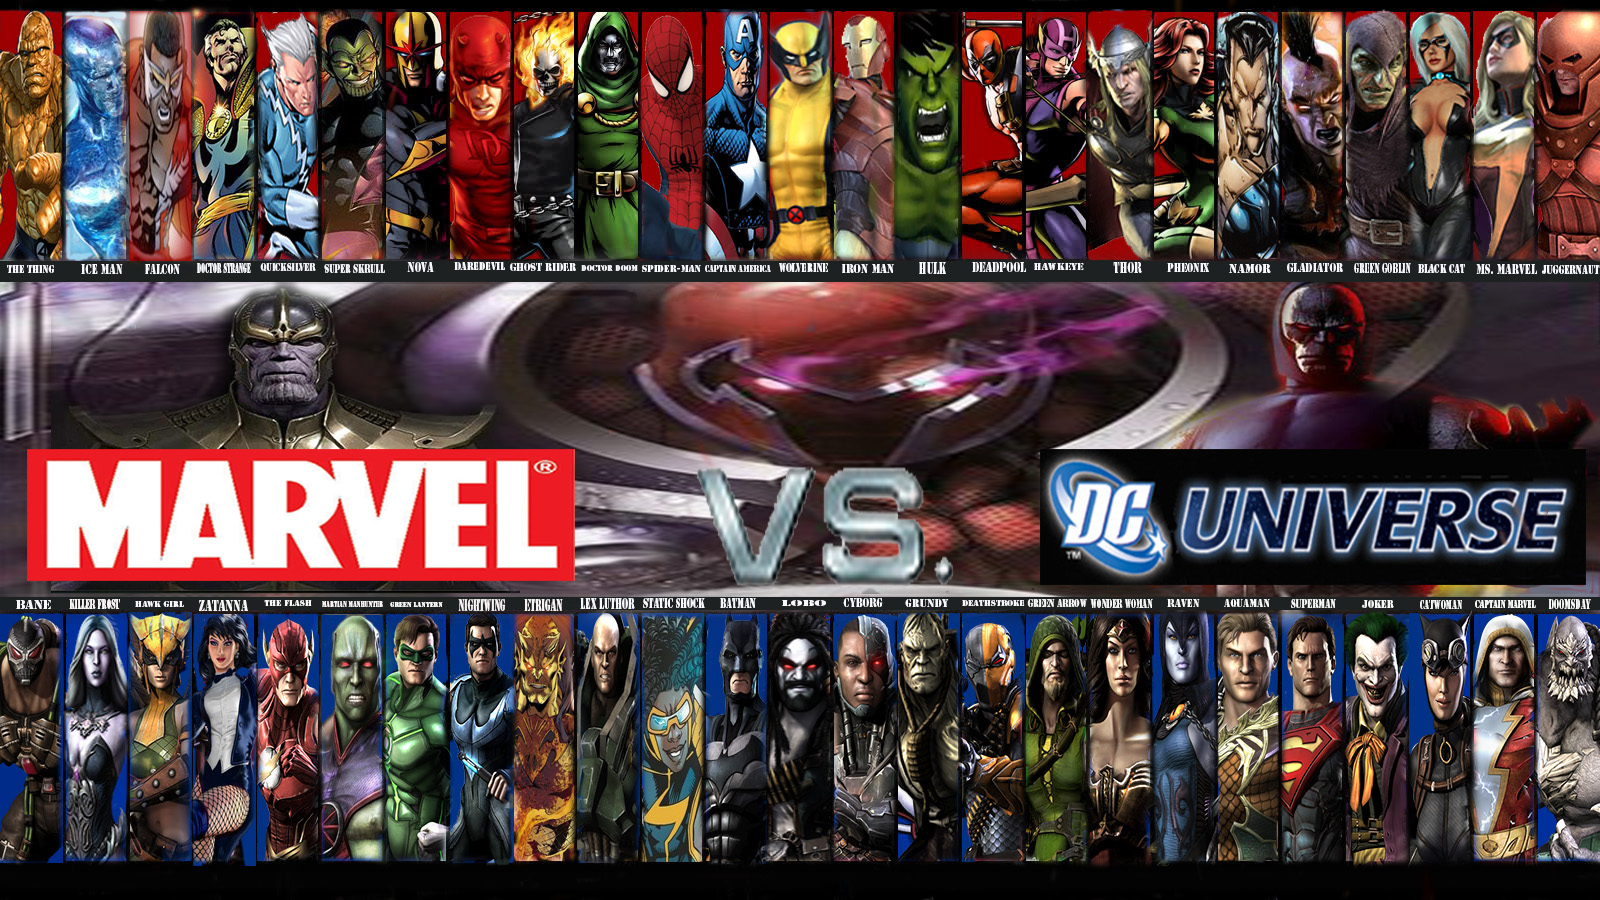 THE THING ICE MAN FALCON DOCTOR STRANGE QUICKSILVER SUPER SKRULL NOVA DAREDEVIL GHOST RIDER DOCTOR DOOM SPIDER-MAN CAPTAIN AMERICA WOLVERINE IRON MAN HULK DEADPOOL HAWKEYE THOR PHEONIX NAMOR GLADIATOR GRUEN GOBLIN BLACK CAT MS. MARVEL JUGGERNAUT
MARVEL® VS. DC™ UNIVERSE
BANE KILLER FROST HAWK GIRL ZATANNA THE FLASH MARTIAN MANHUNTER GREEN LANTERN NIGHTWING ETRIGAN LEX LUTHOR STATIC SHOCK BATMAN LOBO CYBORG GRUNDY DEATHSTROKE GREEN ARROW WONDER WOMAN RAVEN AQUAMAN SUPERMAN JOKER CATWOMAN CAPTAIN MARVEL DOOMSDAY